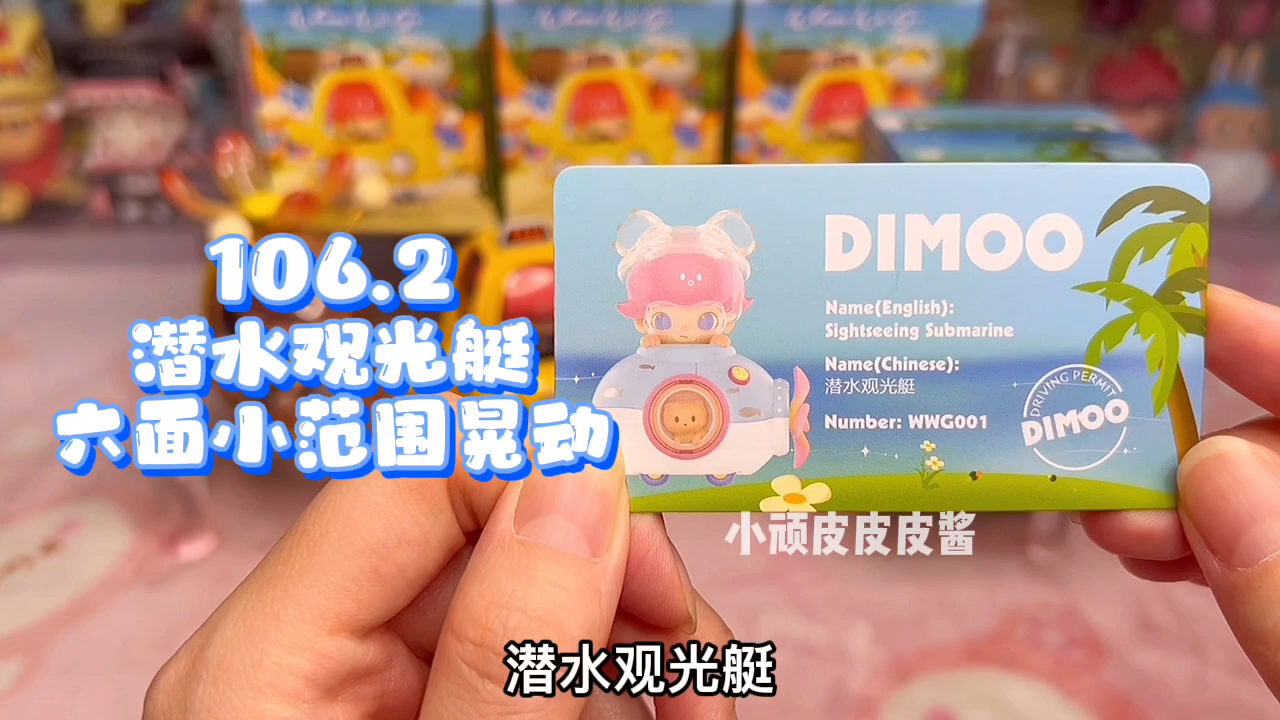 106.2
潜水观光艇
六面小范围晃动
DIMOO
Name(English):
Sightseeing Submarine
Name(Chinese):
潜水观光艇
Number: WWG001
DRIVING PERMIT
DIMOO
小顽皮皮皮酱
潜水观光艇